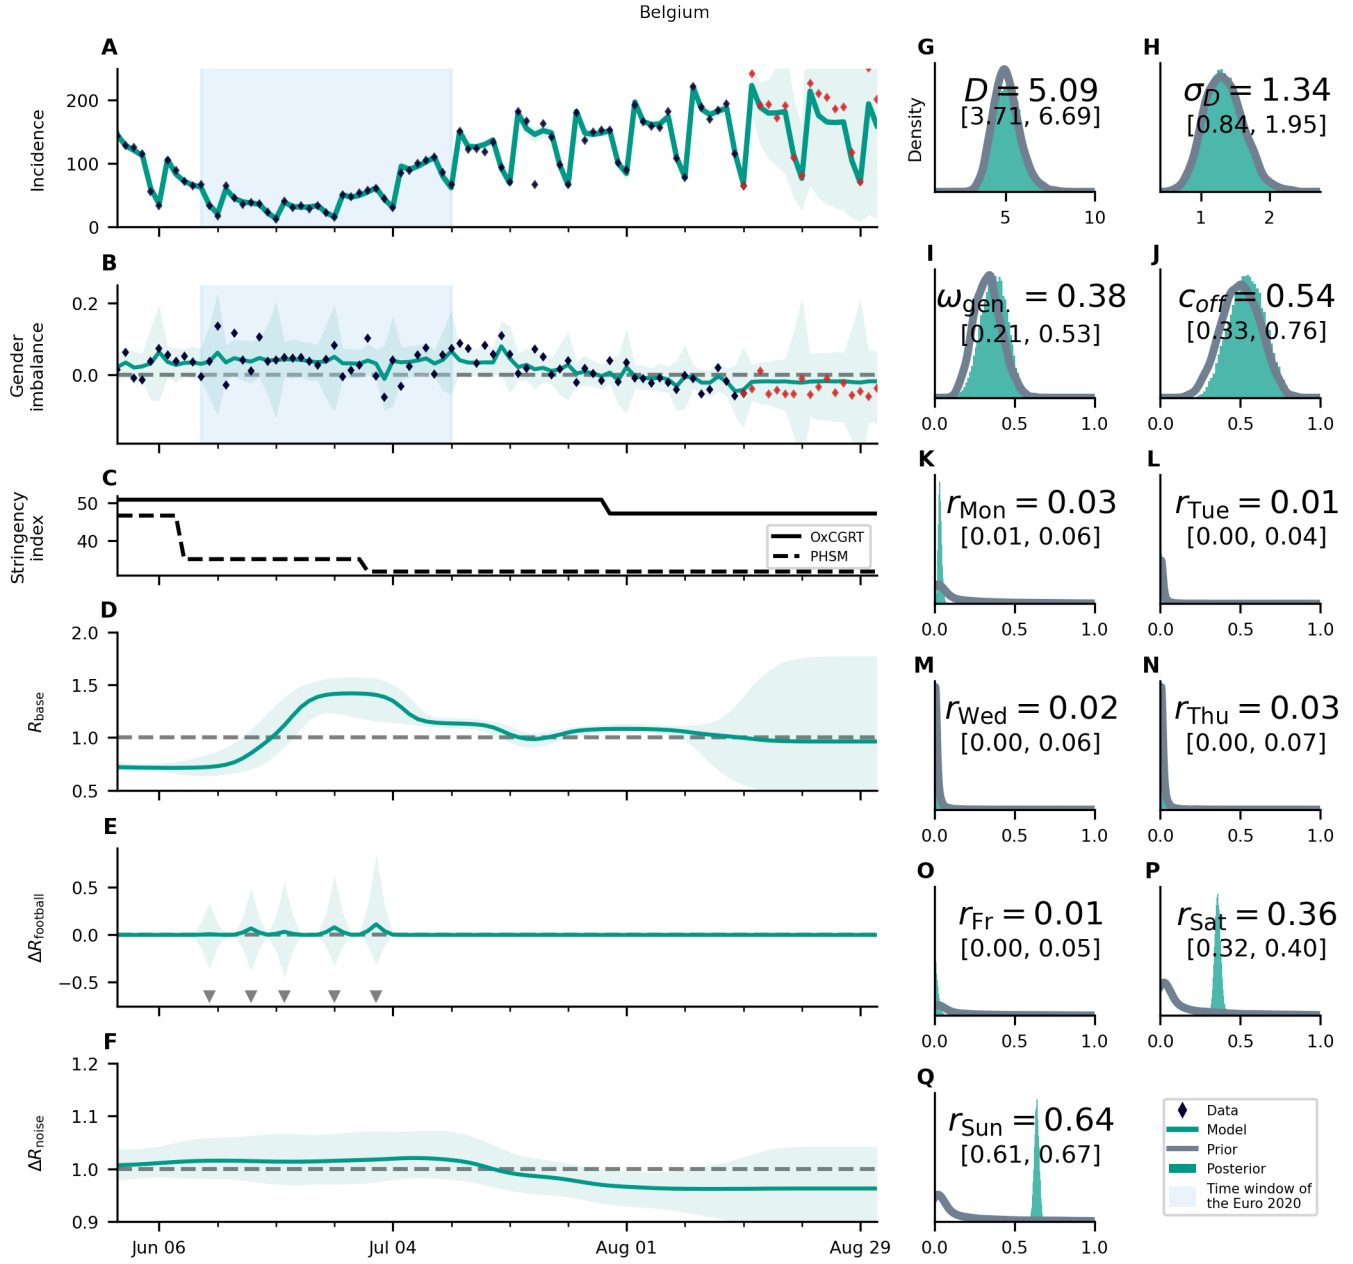 Belgium
A
Incidence
200
100
0
B
Gender
imbalance
0.2
0.0
C
Stringency
index
50
40
OxCGRT
PHSM
D
R_base
2.0
1.5
1.0
0.5
E
ΔR_football
0.5
0.0
−0.5
F
ΔR_noise
1.2
1.1
1.0
0.9
Jun 06
Jul 04
Aug 01
Aug 29
G
Density
D = 5.09
[3.71, 6.69]
5
10
H
σ_D = 1.34
[0.84, 1.95]
1
2
I
ω_gen. = 0.38
[0.21, 0.53]
0.0
0.5
1.0
J
c_off = 0.54
[0.33, 0.76]
0.0
0.5
1.0
K
r_Mon = 0.03
[0.01, 0.06]
0.0
0.5
1.0
L
r_Tue = 0.01
[0.00, 0.04]
0.0
0.5
1.0
M
r_Wed = 0.02
[0.00, 0.06]
0.0
0.5
1.0
N
r_Thu = 0.03
[0.00, 0.07]
0.0
0.5
1.0
O
r_Fr = 0.01
[0.00, 0.05]
0.0
0.5
1.0
P
r_Sat = 0.36
[0.32, 0.40]
0.0
0.5
1.0
Q
r_Sun = 0.64
[0.61, 0.67]
0.0
0.5
1.0
Data
Model
Prior
Posterior
Time window of
the Euro 2020